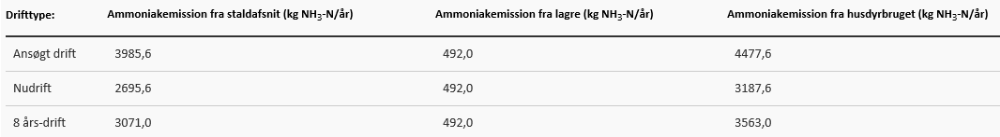 Drifttype: Ammoniakemission fra staldafsnit (kg NH3-N/år) Ammoniakemission fra lagre (kg NH3-N/år) Ammoniakemission fra husdyrbruget (kg NH3-N/år)
Ansøgt drift 3985,6 492,0 4477,6
Nudrift 2695,6 492,0 3187,6
8 års-drift 3071,0 492,0 3563,0